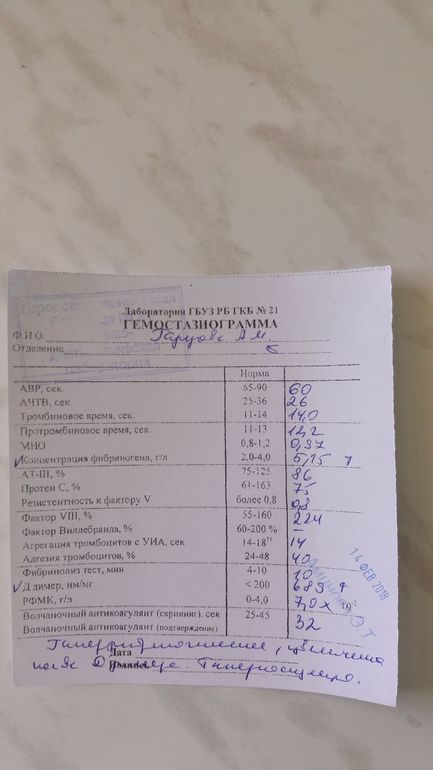 Лаборатория ГБУЗ РБ ГКБ № 21
ГЕМОСТАЗИОГРАММА
Ф.И.О.
Отделение
Норма
АВР, сек. 65-90 60
АЧТВ, сек. 25-36 26
Тромбиновое время, сек. 11-14 14,0
Протромбиновое время, сек. 11-13 12,2
МНО 0,8-1,2 0,97
Концентрация фибриногена, г/л 2,0-4,0 5,15 ↑
АТ-III, % 75-125 86
Протеи С, % 61-163 75
Резистентность к фактору V более 0,8 0,8
Фактор VIII, % 55-160 224
Фактор Виллебранда, % 60-200 % –
Агрегация тромбоцитов с УИА, сек 14-18 14
Адгезия тромбоцитов, % 24-48 40
Фибринолиз тест, мин 4-10 10
Д димер, нм/мг < 200 689 ↑
РФМК, г/л 0-4,0 7,0
Волчаночный антикоагулянт (скрининг), сек 25-45 32
Волчаночный антикоагулянт (подтверждение)
14 ФЕВ 2018
Гиперфибриногенемия,
Дата